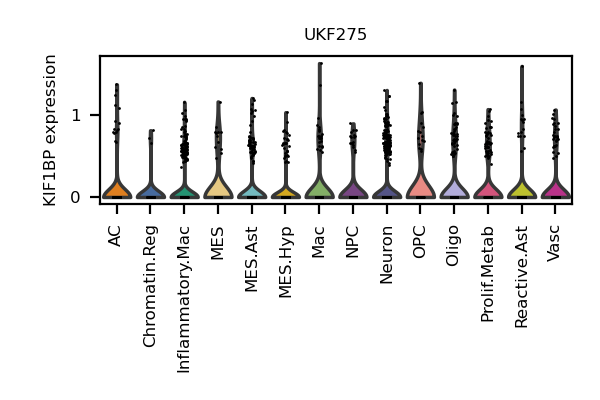 UKF275
KIF1BP expression
1
0
AC
Chromatin.Reg
Inflammatory.Mac
MES
MES.Ast
MES.Hyp
Mac
NPC
Neuron
OPC
Oligo
Prolif.Metab
Reactive.Ast
Vasc